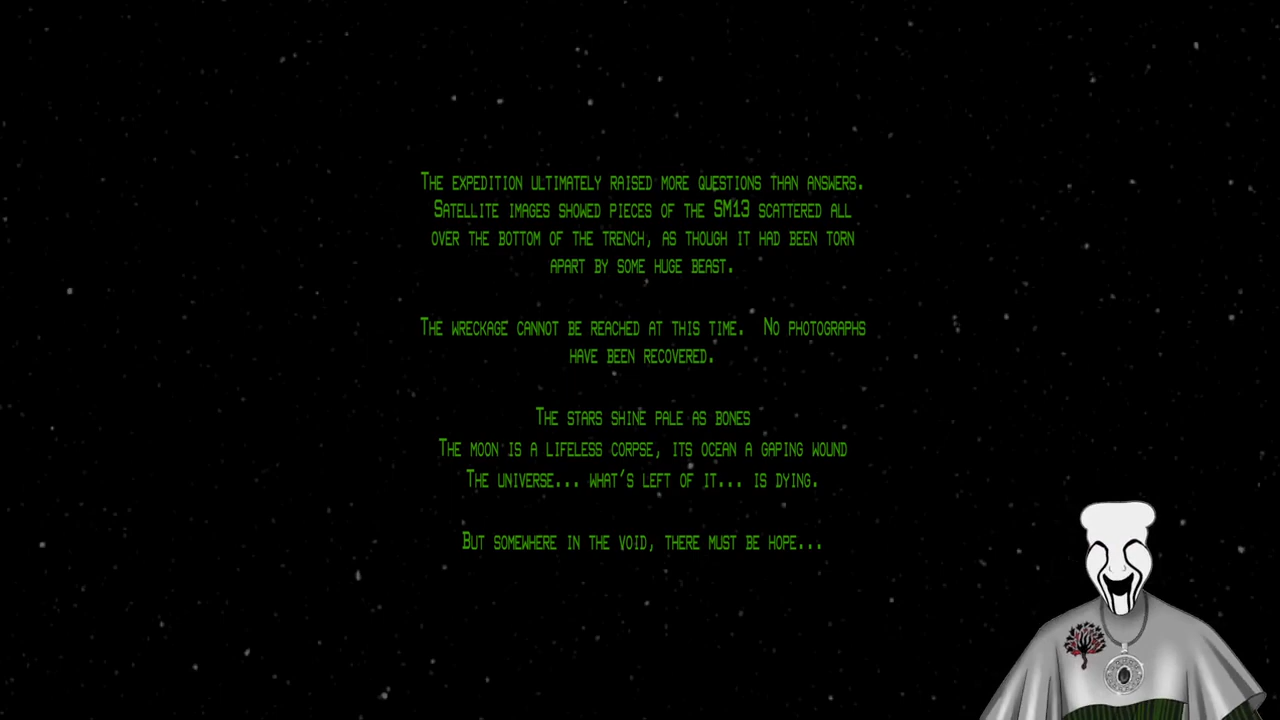 The expedition ultimately raised more questions than answers.
Satellite images showed pieces of the SM13 scattered all
over the bottom of the trench, as though it had been torn
apart by some huge beast.
The wreckage cannot be reached at this time.  No photographs
have been recovered.
The stars shine pale as bones
The moon is a lifeless corpse, its ocean a gaping wound
The universe... what's left of it... is dying.
But somewhere in the void, there must be hope...